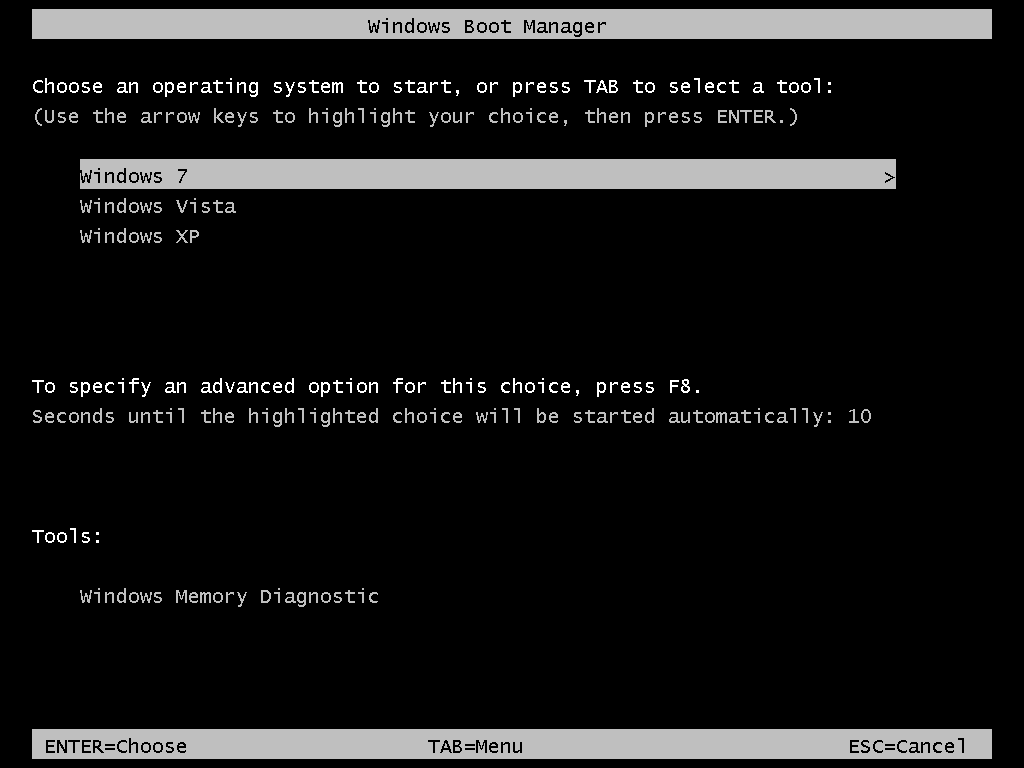 Windows Boot Manager
Choose an operating system to start, or press TAB to select a tool:
(Use the arrow keys to highlight your choice, then press ENTER.)
Windows 7 >
Windows Vista
Windows XP
To specify an advanced option for this choice, press F8.
Seconds until the highlighted choice will be started automatically: 10
Tools:
Windows Memory Diagnostic
ENTER=Choose TAB=Menu ESC=Cancel